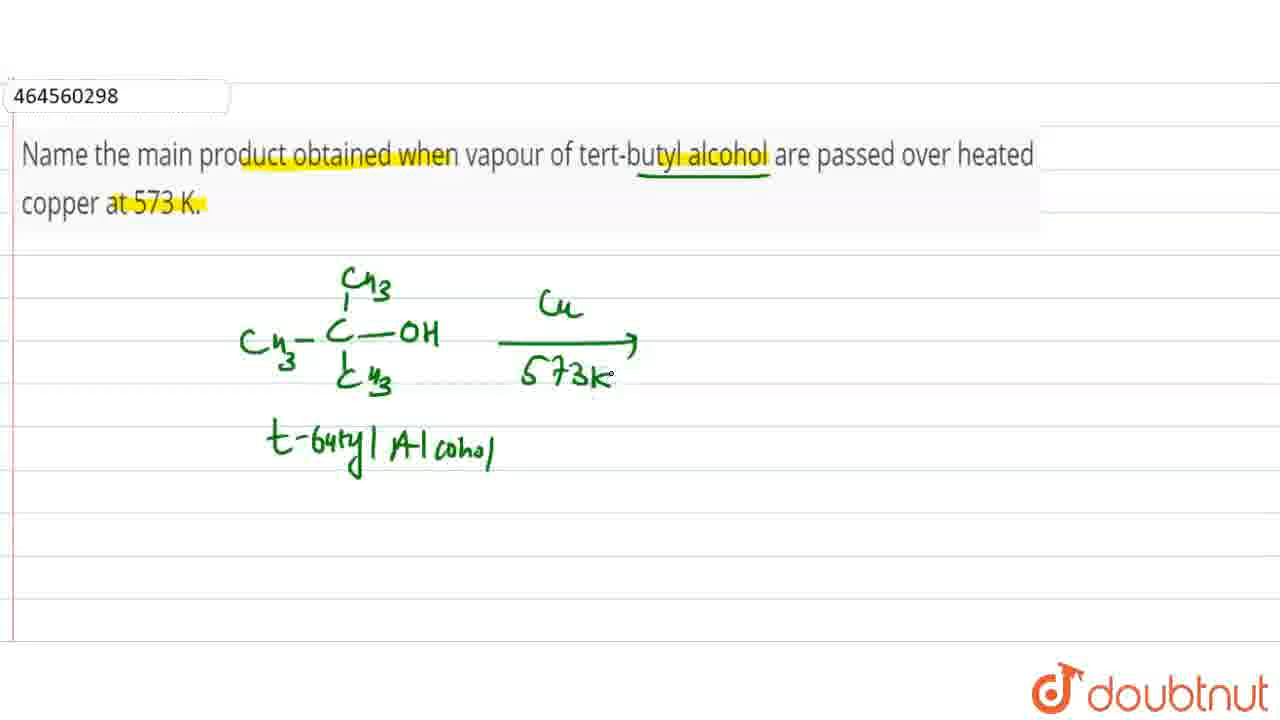 464560298
Name the main product obtained when vapour of tert-butyl alcohol are passed over heated
copper at 573 K.
CH3
Cu
CH3-C-OH
573K
CH3
t-butyl Alcohol
doubtnut